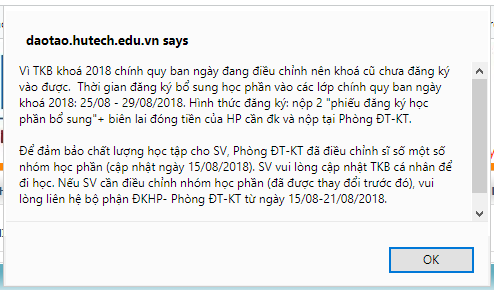 daotao.hutech.edu.vn says
Vì TKB khoá 2018 chính quy ban ngày đang điều chỉnh nên khoá cũ chưa đăng ký
vào được.  Thời gian đăng ký bổ sung học phần vào các lớp chính quy ban ngày
khoá 2018: 25/08 - 29/08/2018. Hình thức đăng ký: nộp 2 "phiếu đăng ký học
phần bổ sung"+ biên lai đóng tiền của HP cần đk và nộp tại Phòng ĐT-KT.
Để đảm bảo chất lượng học tập cho SV, Phòng ĐT-KT đã điều chỉnh sĩ số một số
nhóm học phần (cập nhật ngày 15/08/2018). SV vui lòng cập nhật TKB cá nhân để
đi học. Nếu SV cần điều chỉnh nhóm học phần (đã được thay đổi trước đó), vui
lòng liên hệ bộ phận ĐKHP- Phòng ĐT-KT từ ngày 15/08-21/08/2018.
OK